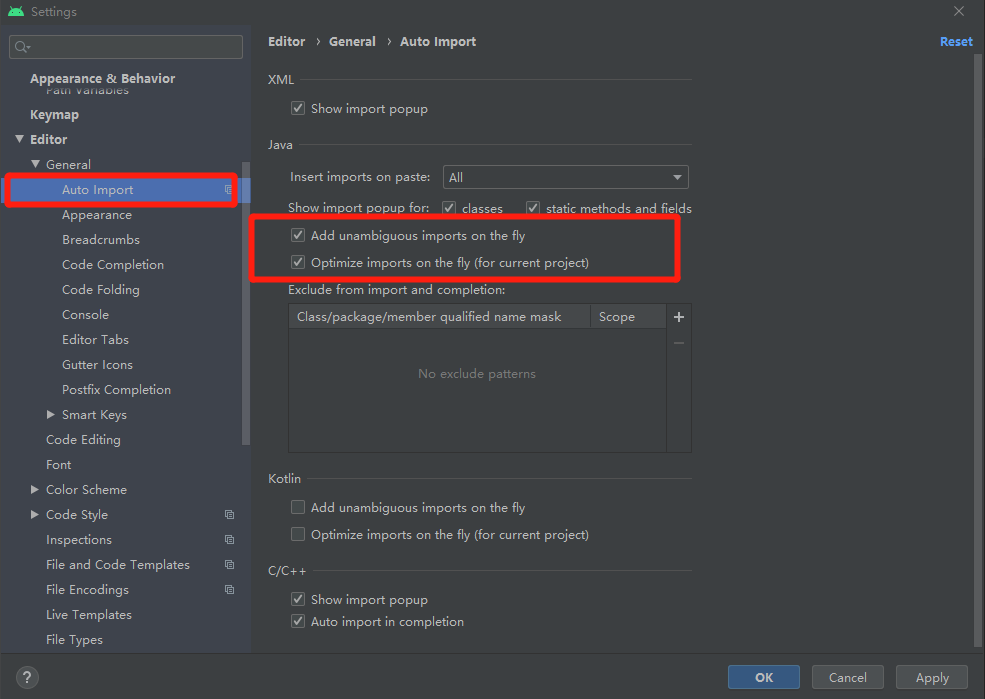 Settings
Editor › General › Auto Import
Reset
Appearance & Behavior
Path Variables
Keymap
Editor
General
Auto Import
Appearance
Breadcrumbs
Code Completion
Code Folding
Console
Editor Tabs
Gutter Icons
Postfix Completion
Smart Keys
Code Editing
Font
Color Scheme
Code Style
Inspections
File and Code Templates
File Encodings
Live Templates
File Types
XML
Show import popup
Java
Insert imports on paste: All
Show import popup for: classes static methods and fields
Add unambiguous imports on the fly
Optimize imports on the fly (for current project)
Exclude from import and completion:
Class/package/member qualified name mask Scope
No exclude patterns
Kotlin
Add unambiguous imports on the fly
Optimize imports on the fly (for current project)
C/C++
Show import popup
Auto import in completion
? OK Cancel Apply